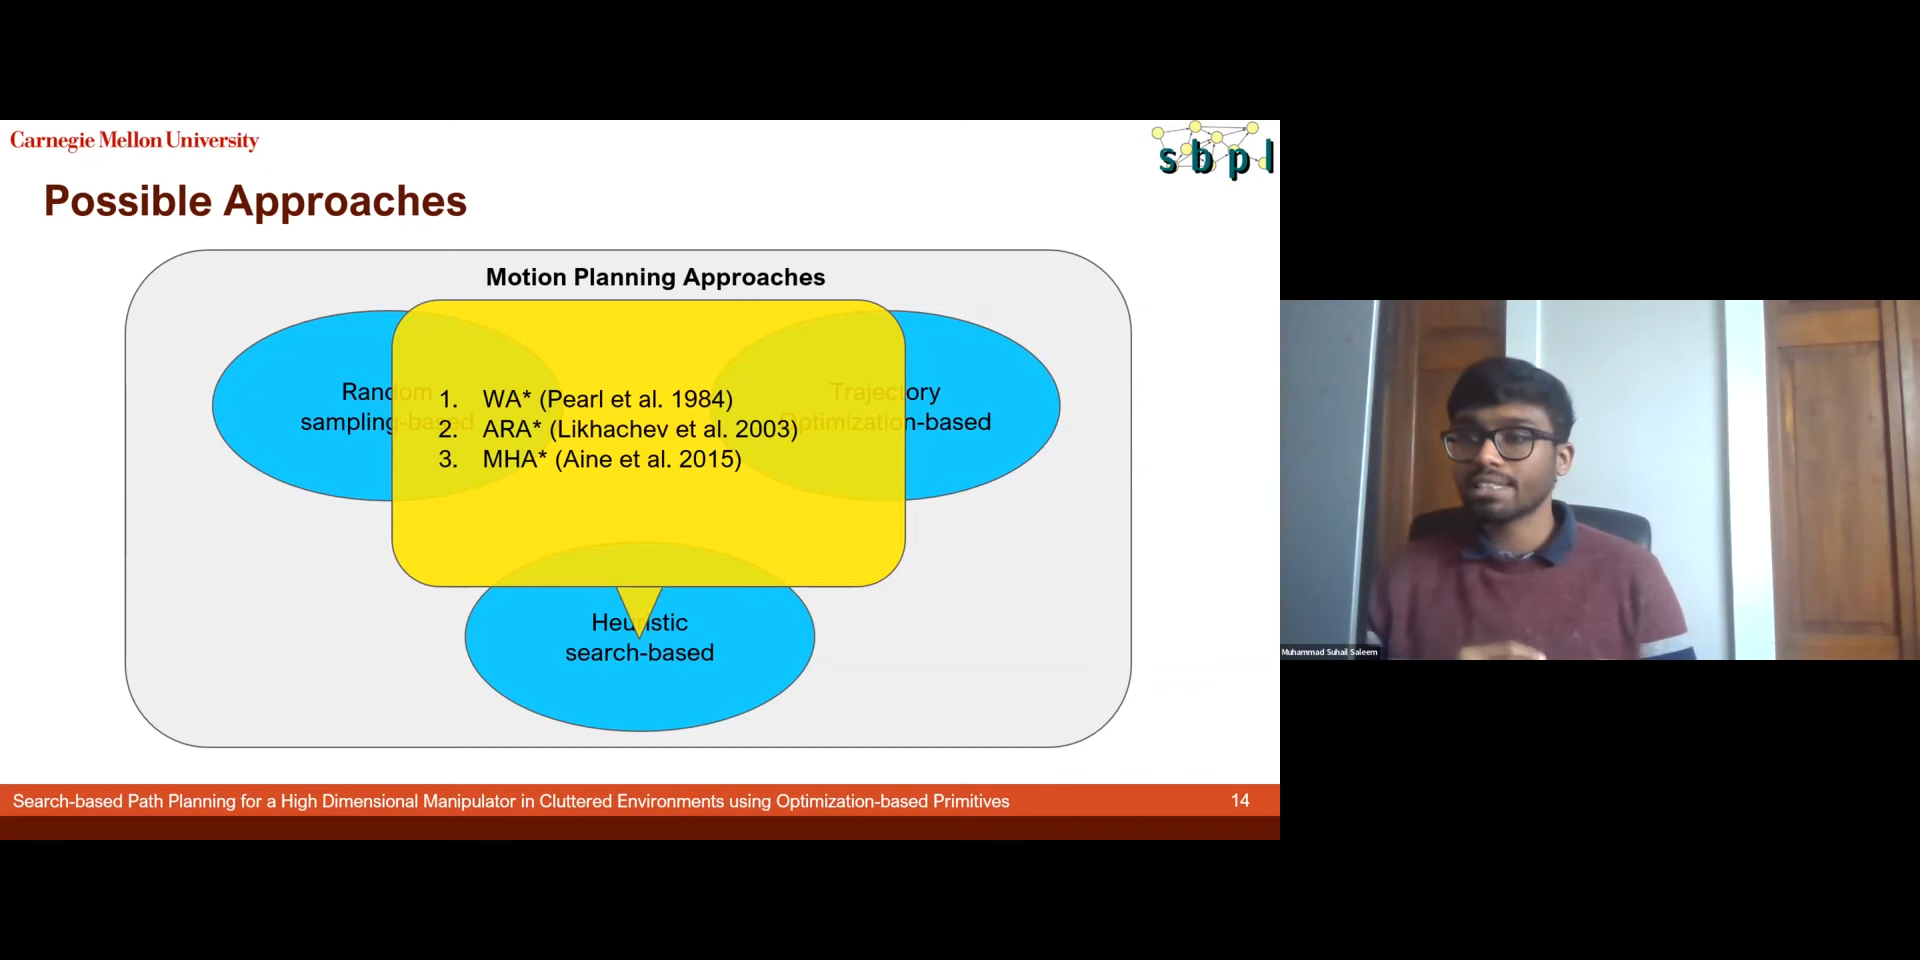 Carnegie Mellon University
sbpl
Possible Approaches
Motion Planning Approaches
Random
sampling-based
Trajectory
Optimization-based
1. WA* (Pearl et al. 1984)
2. ARA* (Likhachev et al. 2003)
3. MHA* (Aine et al. 2015)
Heuristic
search-based
Search-based Path Planning for a High Dimensional Manipulator in Cluttered Environments using Optimization-based Primitives
14
Muhammad Suhail Saleem